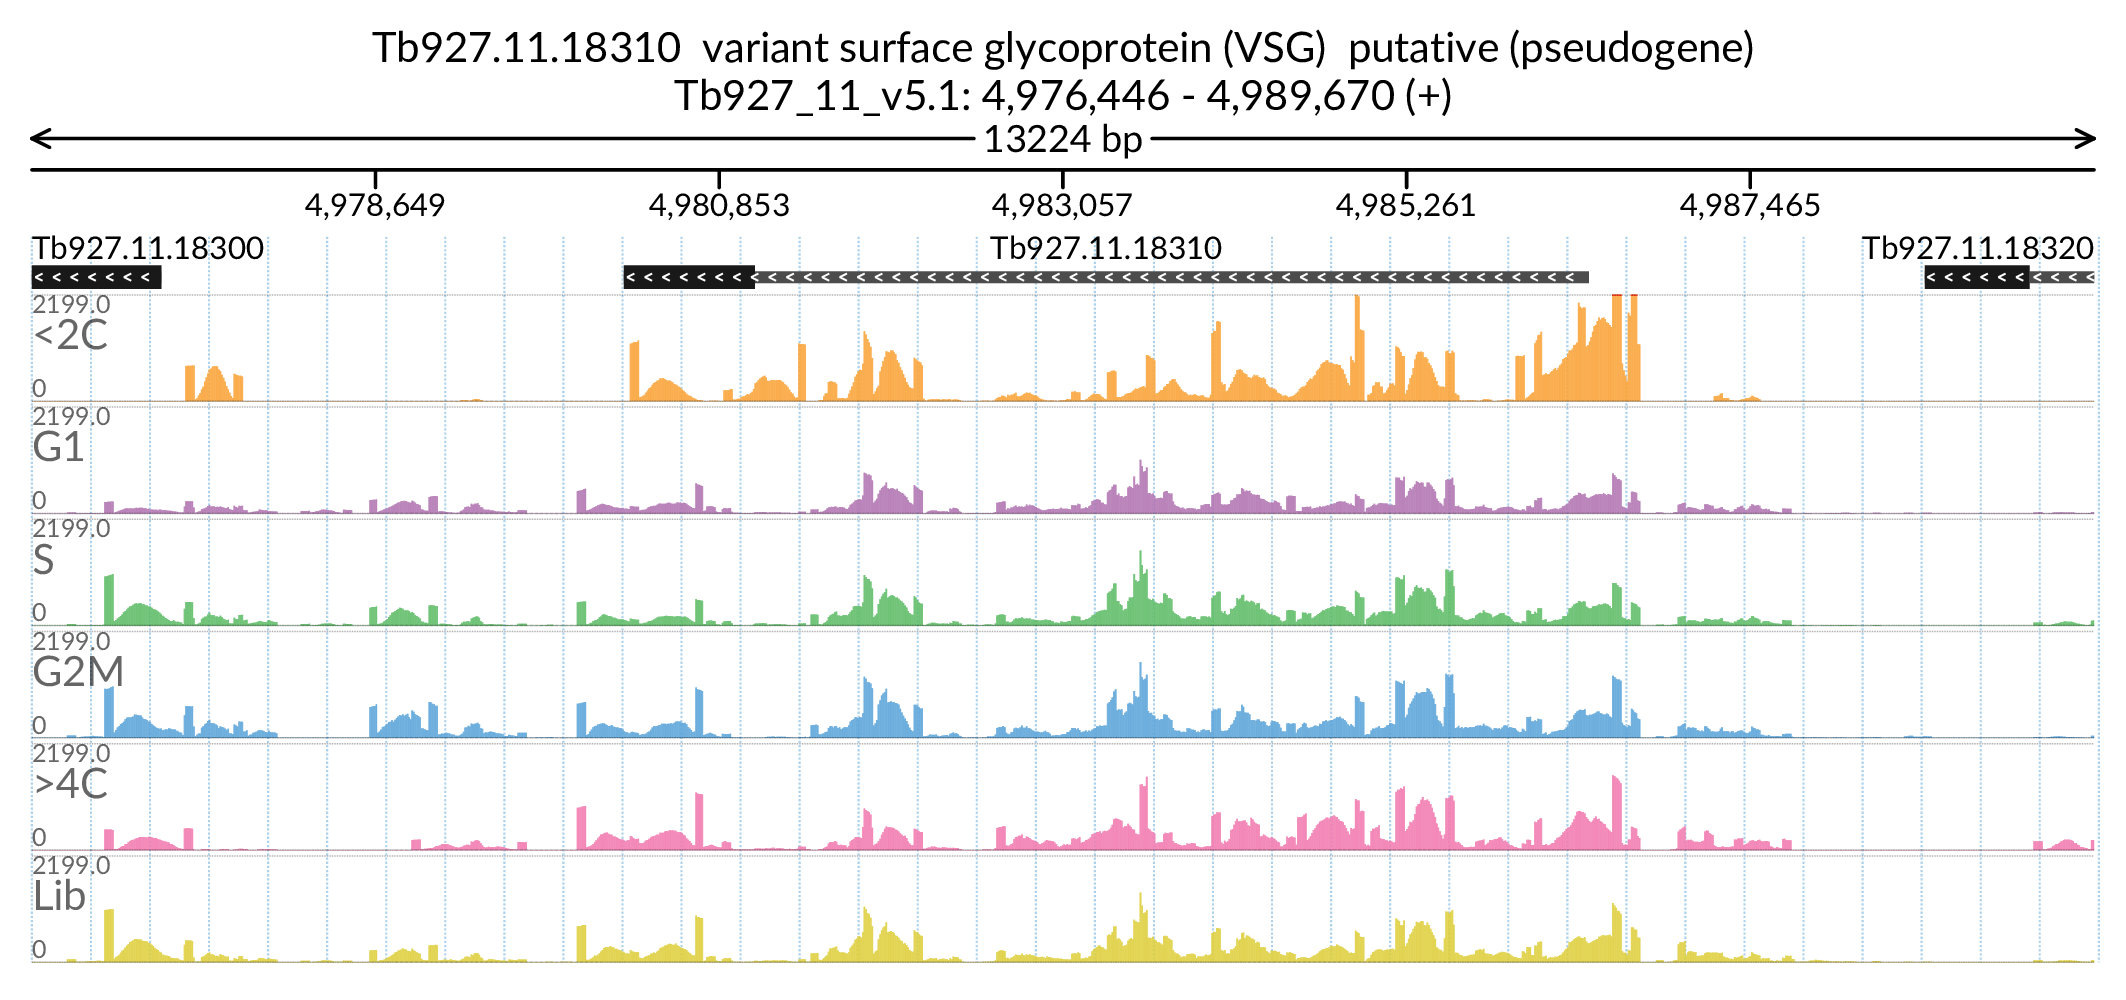 Tb927.11.18310  variant surface glycoprotein (VSG)  putative (pseudogene)
Tb927_11_v5.1: 4,976,446 - 4,989,670 (+)
13224 bp
4,978,649 4,980,853 4,983,057 4,985,261 4,987,465
Tb927.11.18300 Tb927.11.18310 Tb927.11.18320
2199.0
<2C
0
2199.0
G1
0
2199.0
S
0
2199.0
G2M
0
2199.0
>4C
0
2199.0
Lib
0